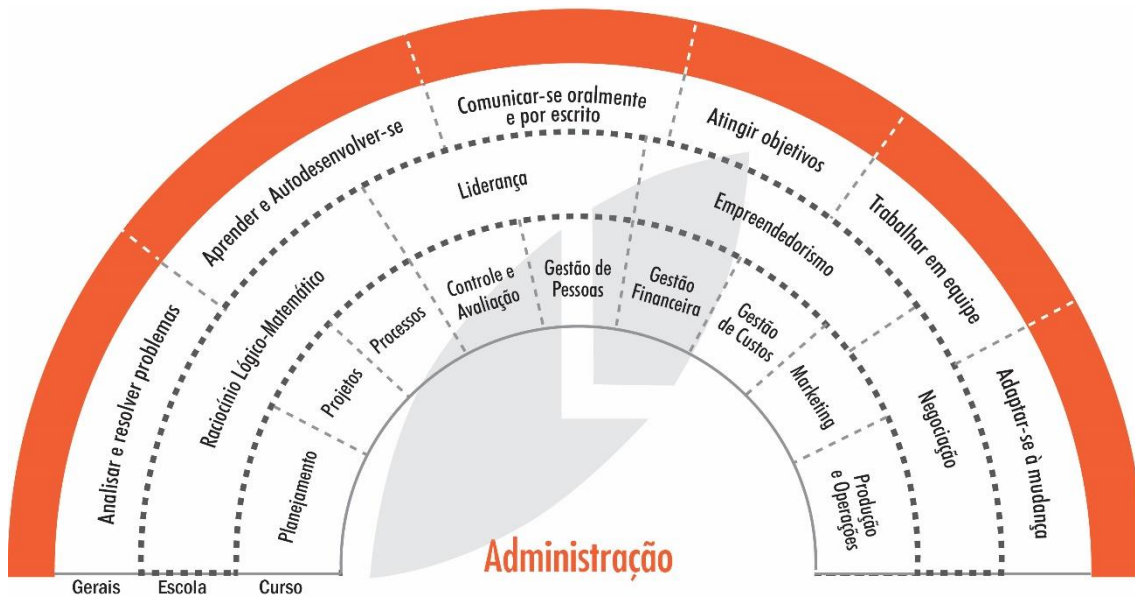 Analisar e resolver problemas
Aprender e Autodesenvolver-se
Comunicar-se oralmente
e por escrito
Atingir objetivos
Trabalhar em equipe
Adaptar-se à mudança
Raciocínio Lógico-Matemático
Liderança
Empreendedorismo
Negociação
Planejamento
Projetos
Processos
Controle e
Avaliação
Gestão de
Pessoas
Gestão
Financeira
Gestão
de Custos
Marketing
Produção
e Operações
Administração
Gerais
Escola
Curso